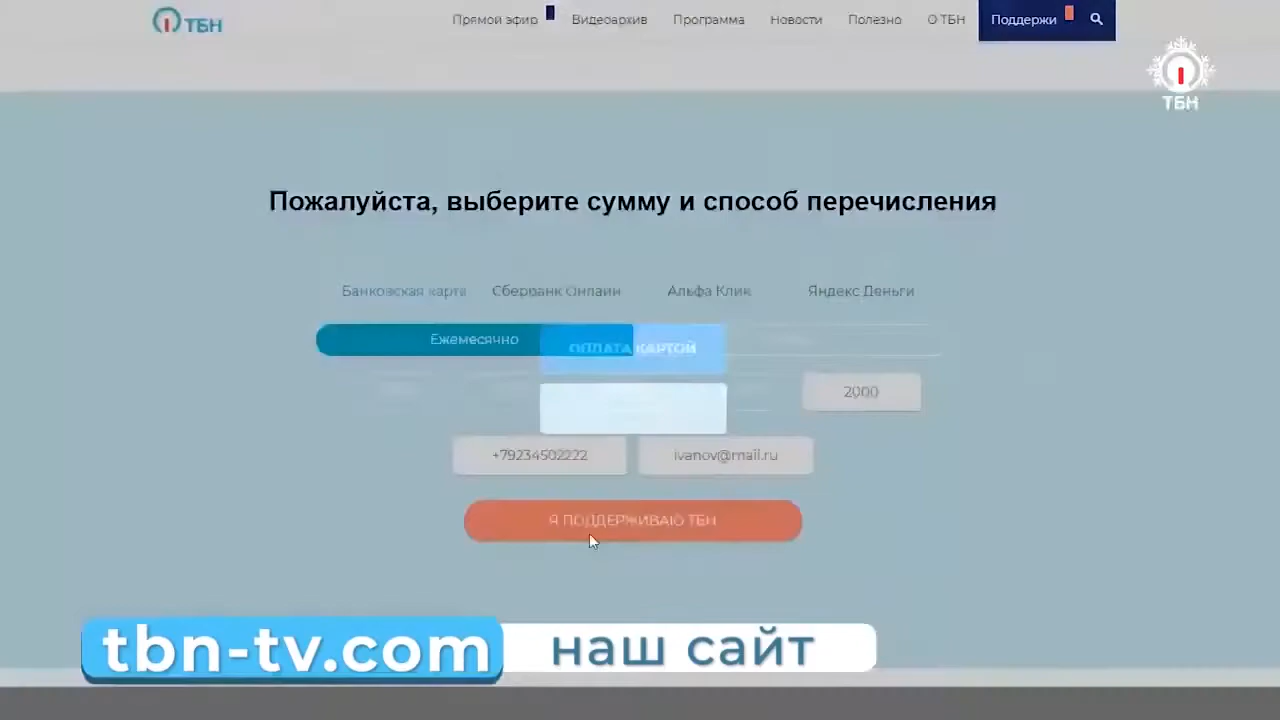 ТБН
Прямой эфир Видеоархив Программа Новости Полезно О ТБН Поддержи
ТБН
Пожалуйста, выберите сумму и способ перечисления
Банковская карта Сбербанк Онлайн Альфа Клик Яндекс Деньги
Ежемесячно
ОПЛАТА КАРТОЙ
2000
+79234502222 ivanov@mail.ru
Я ПОДДЕРЖИВАЮ ТБН
tbn-tv.com наш сайт